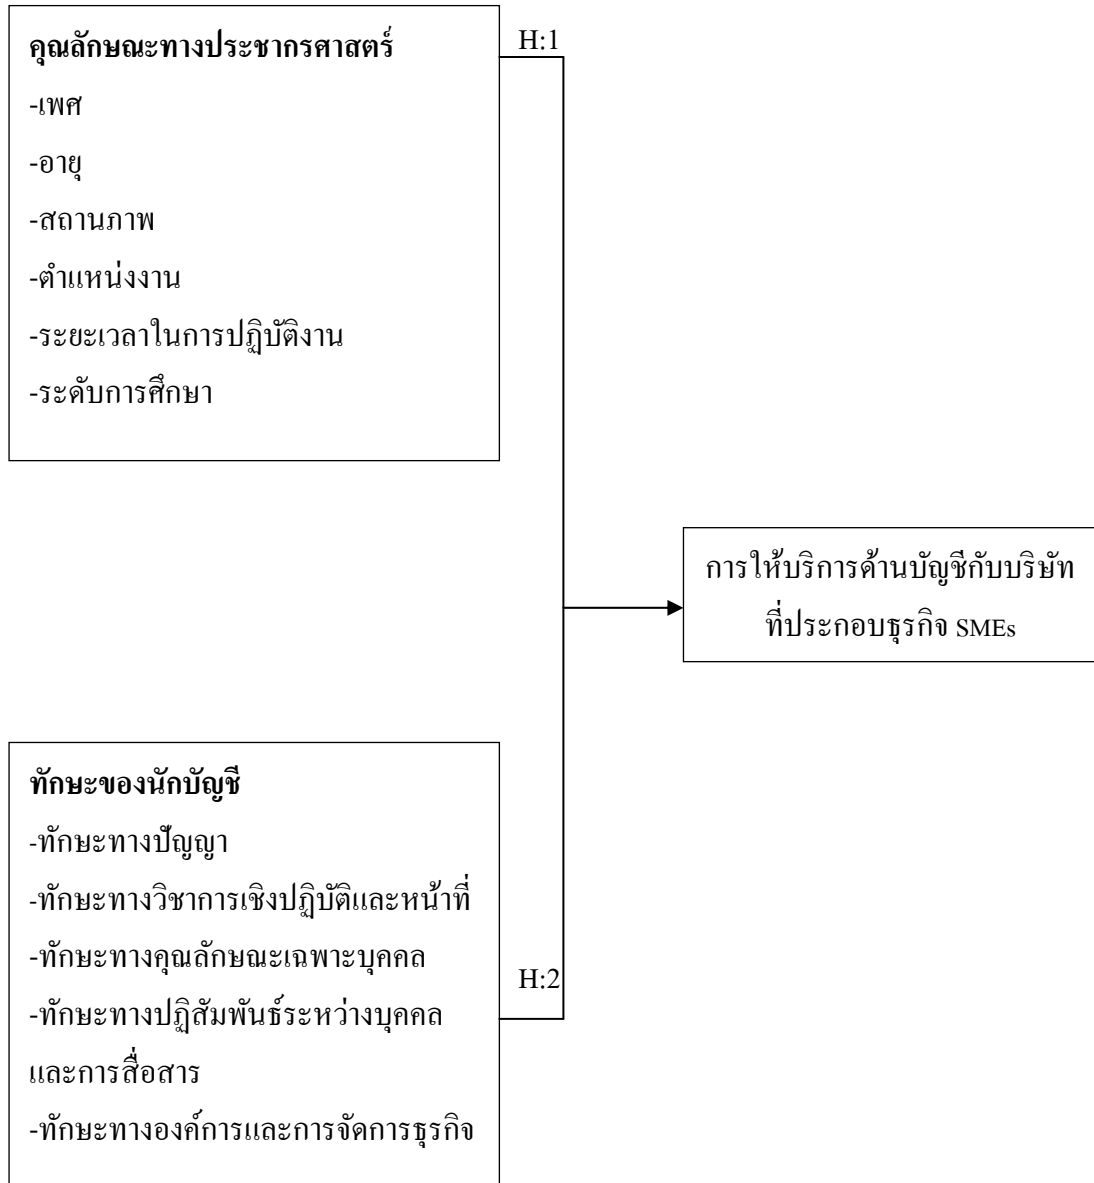 คุณลักษณะทางประชากรศาสตร์
-เพศ
-อายุ
-สถานภาพ
-ตำแหน่งงาน
-ระยะเวลาในการปฏิบัติงาน
-ระดับการศึกษา
H:1
การให้บริการด้านบัญชีกับบริษัท
ที่ประกอบธุรกิจ SMEs
ทักษะของนักบัญชี
-ทักษะทางปัญญา
-ทักษะทางวิชาการเชิงปฏิบัติและหน้าที่
-ทักษะทางคุณลักษณะเฉพาะบุคคล
-ทักษะทางปฏิสัมพันธ์ระหว่างบุคคล
และการสื่อสาร
-ทักษะทางองค์การและการจัดการธุรกิจ
H:2